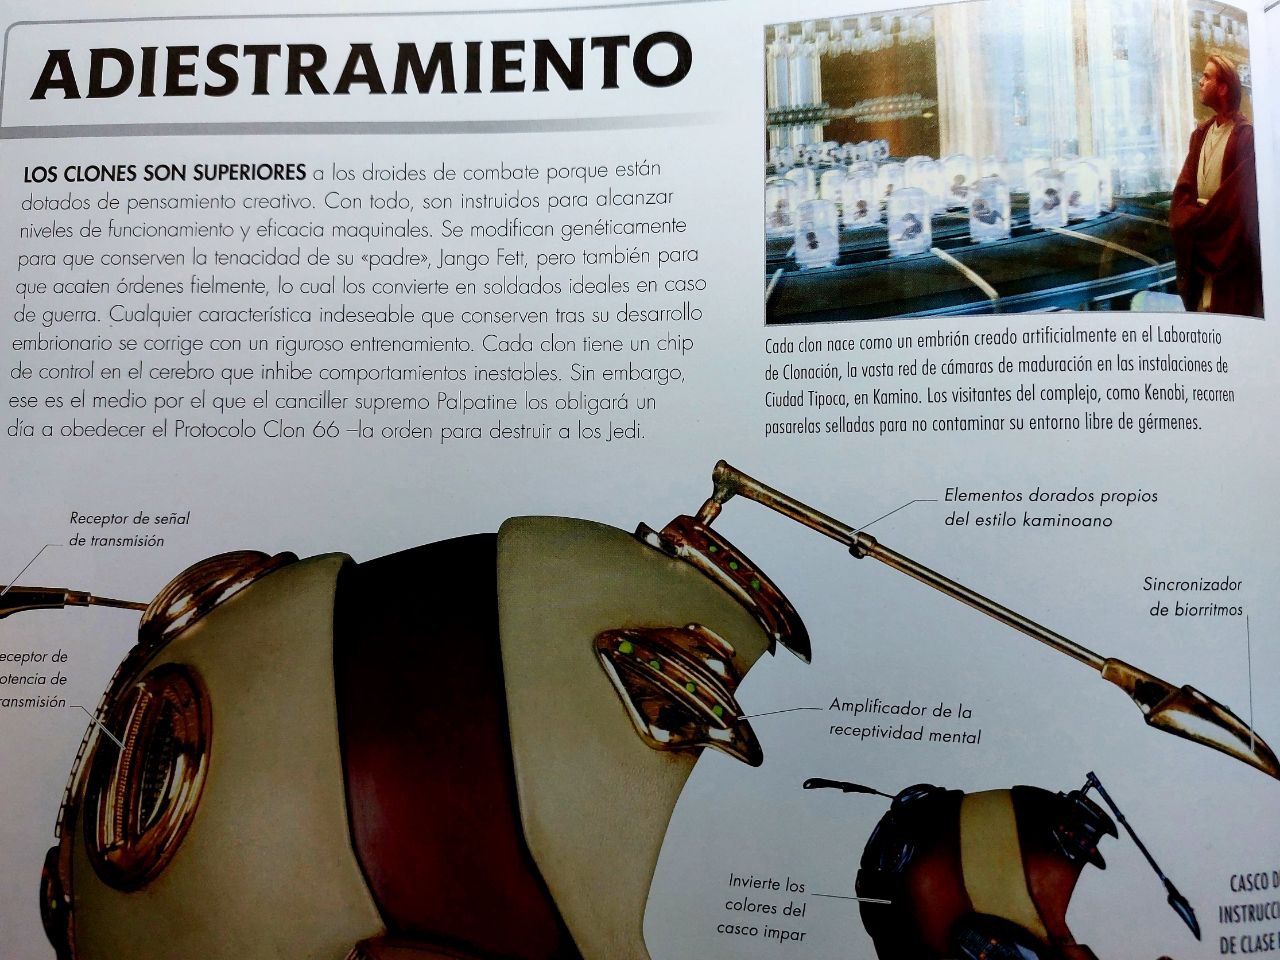 ADIESTRAMIENTO
LOS CLONES SON SUPERIORES a los droides de combate porque están
dotados de pensamiento creativo. Con todo, son instruidos para alcanzar
niveles de funcionamiento y eficacia maquinales. Se modifican genéticamente
para que conserven la tenacidad de su «padre», Jango Fett, pero también para
que acaten órdenes fielmente, lo cual los convierte en soldados ideales en caso
de guerra. Cualquier característica indeseable que conserven tras su desarrollo
embrionario se corrige con un riguroso entrenamiento. Cada clon tiene un chip
de control en el cerebro que inhibe comportamientos inestables. Sin embargo,
ese es el medio por el que el canciller supremo Palpatine los obligará un
día a obedecer el Protocolo Clon 66 –la orden para destruir a los Jedi.
Cada clon nace como un embrión creado artificialmente en el Laboratorio
de Clonación, la vasta red de cámaras de maduración en las instalaciones de
Ciudad Tipoca, en Kamino. Los visitantes del complejo, como Kenobi, recorren
pasarelas selladas para no contaminar su entorno libre de gérmenes.
Receptor de señal
de transmisión
eceptor de
otencia de
ransmisión
Elementos dorados propios
del estilo kaminoano
Sincronizador
de biorritmos
Amplificador de la
receptividad mental
Invierte los
colores del
casco impar
CASCO D
INSTRUCC
DE CLASE